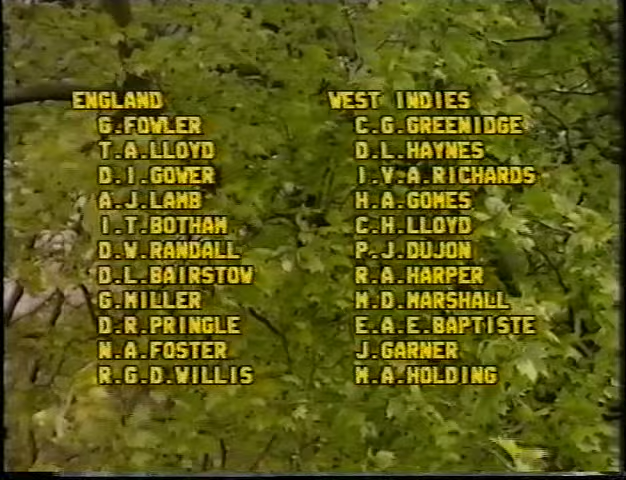 ENGLAND
G.FOWLER
T.A.LLOYD
D.I.GOWER
A.J.LAMB
I.T.BOTHAM
D.W.RANDALL
D.L.BAIRSTOW
G.MILLER
D.R.PRINGLE
N.A.FOSTER
R.G.D.WILLIS
WEST INDIES
C.G.GREENIDGE
D.L.HAYNES
I.V.A.RICHARDS
H.A.GOMES
C.H.LLOYD
P.J.DUJON
R.A.HARPER
M.D.MARSHALL
E.A.E.BAPTISTE
J.GARNER
M.A.HOLDING